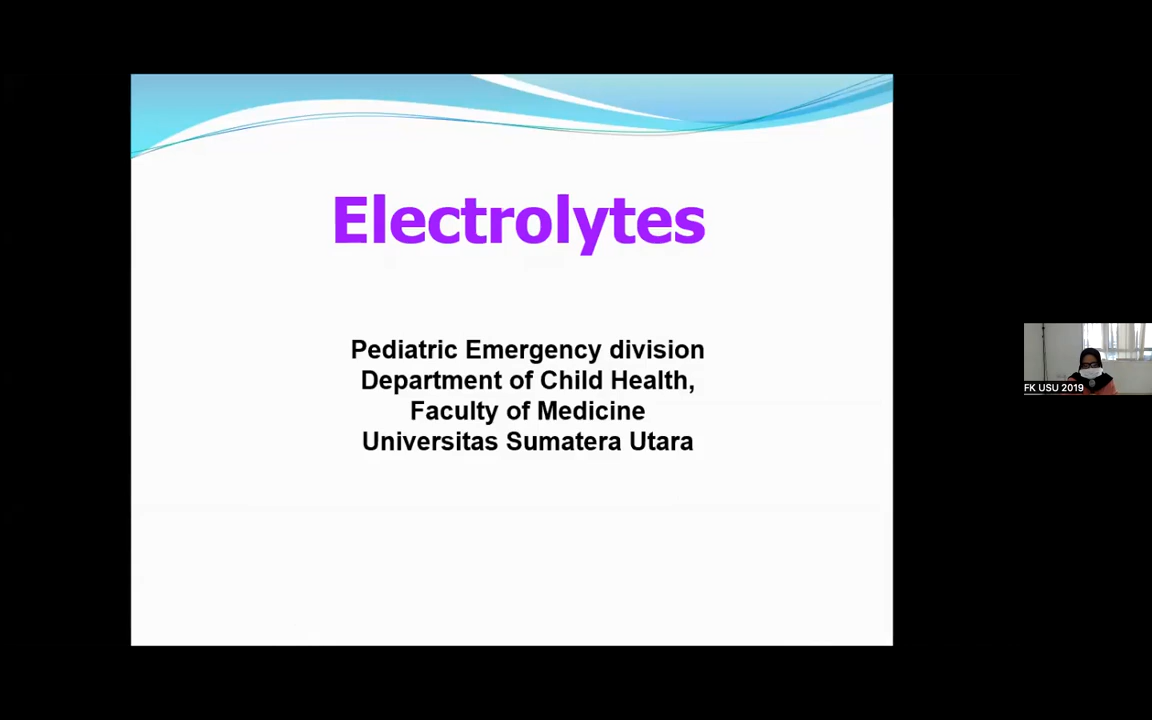 Electrolytes
Pediatric Emergency division
Department of Child Health,
Faculty of Medicine
Universitas Sumatera Utara
FK USU 2019